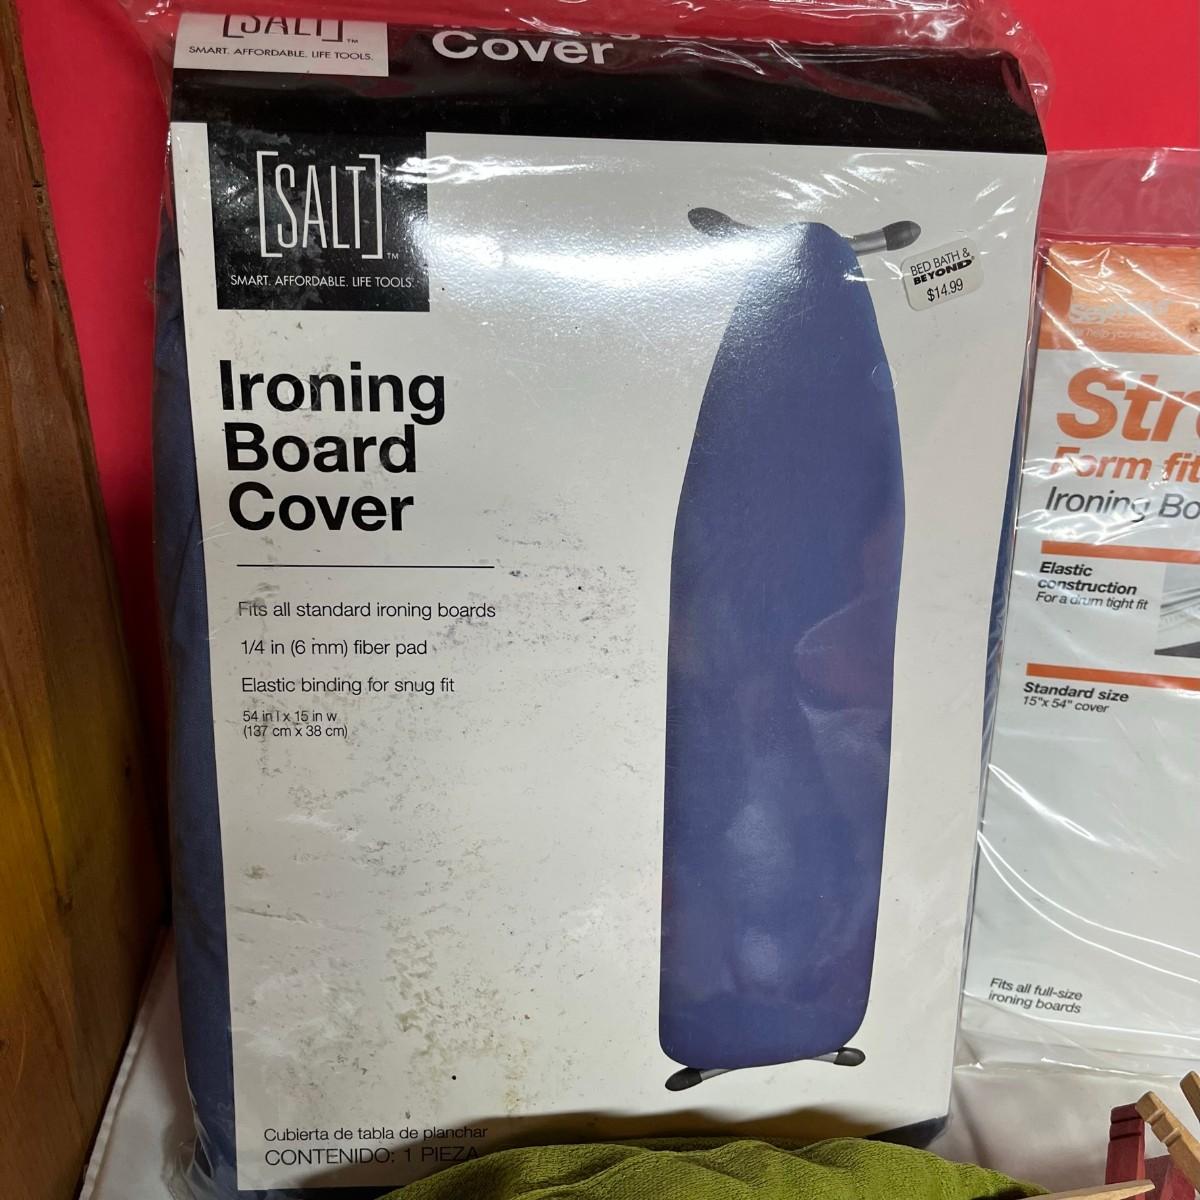 [SALT]™
SMART. AFFORDABLE. LIFE TOOLS.
Cover
[SALT]™
SMART. AFFORDABLE. LIFE TOOLS.
Ironing
Board
Cover
Fits all standard ironing boards
1/4 in (6 mm) fiber pad
Elastic binding for snug fit
54 in l x 15 in w
(137 cm x 38 cm)
Cubierta de tabla de planchar
CONTENIDO: 1 PIEZA
BED BATH &
BEYOND®
$14.99
Form fit
Ironing Bo
Elastic
construction
For a drum tight fit
Standard size
15"x 54" cover
Fits all full-size
ironing boards